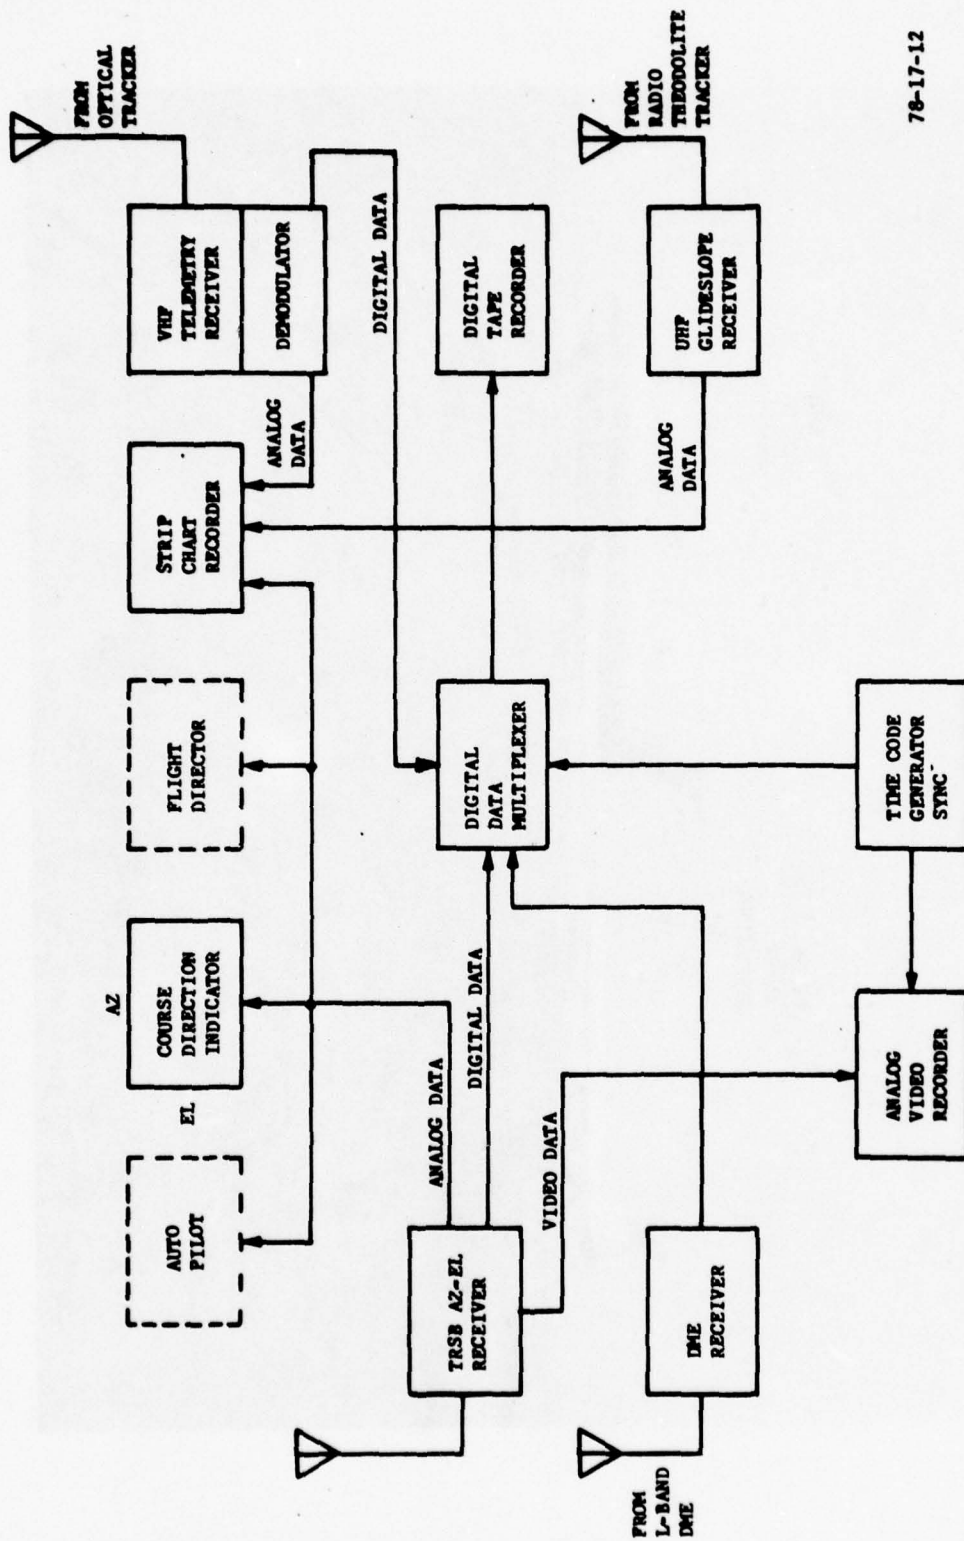 FROM
OPTICAL
TRACKER
VHF
TELEMETRY
RECEIVER
DEMODULATOR
ANALOG
DATA
DIGITAL DATA
STRIP
CHART
RECORDER
FLIGHT
DIRECTOR
AZ
COURSE
DIRECTION
INDICATOR
EL
AUTO
PILOT
TRSB AZ-EL
RECEIVER
ANALOG DATA
DIGITAL DATA
VIDEO DATA
DIGITAL
DATA
MULTIPLEXER
DIGITAL
TAPE
RECORDER
FROM
L-BAND
DME
DME
RECEIVER
UHF
GLIDESLOPE
RECEIVER
ANALOG
DATA
FROM
RADIO
THEODOLITE
TRACKER
ANALOG
VIDEO
RECORDER
TIME CODE
GENERATOR
SYNC
78-17-12